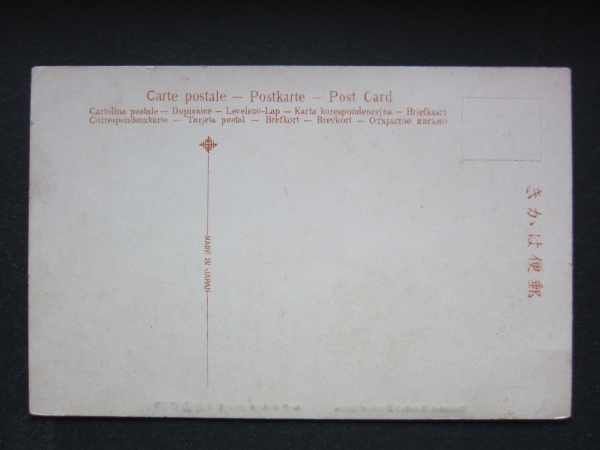 Carte postale — Postkarte — Post Card
Cartolina postale — Dopisnice — Levelezo-Lap — Karta korespondencyjna — Briefkaart
Correspondenzkarte — Tarjeta postal — Brefkort — Brevkort — Открытое письмо
MADE IN JAPAN
きかは便郵